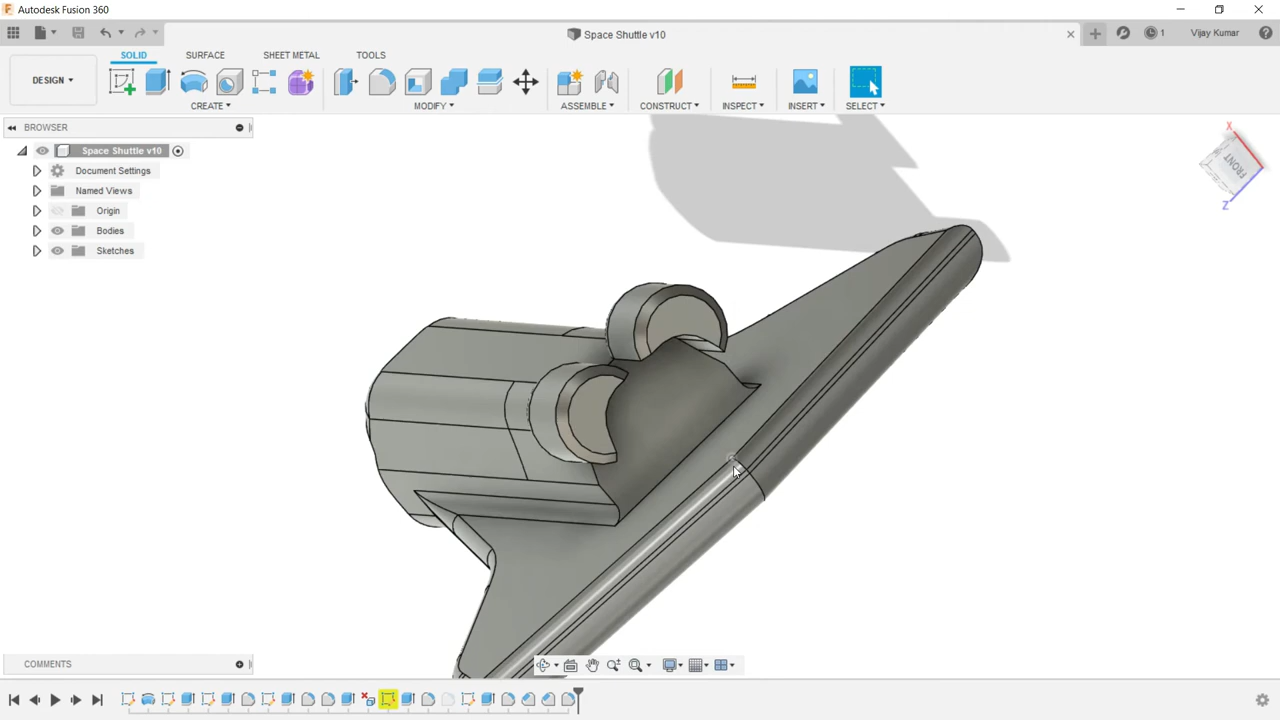 Autodesk Fusion 360
Space Shuttle v10
1
Vijay Kumar
SOLID SURFACE SHEET METAL TOOLS
DESIGN
CREATE MODIFY ASSEMBLE CONSTRUCT INSPECT INSERT SELECT
BROWSER
Space Shuttle v10
Document Settings
Named Views
Origin
Bodies
Sketches
X
FRONT
Z
COMMENTS